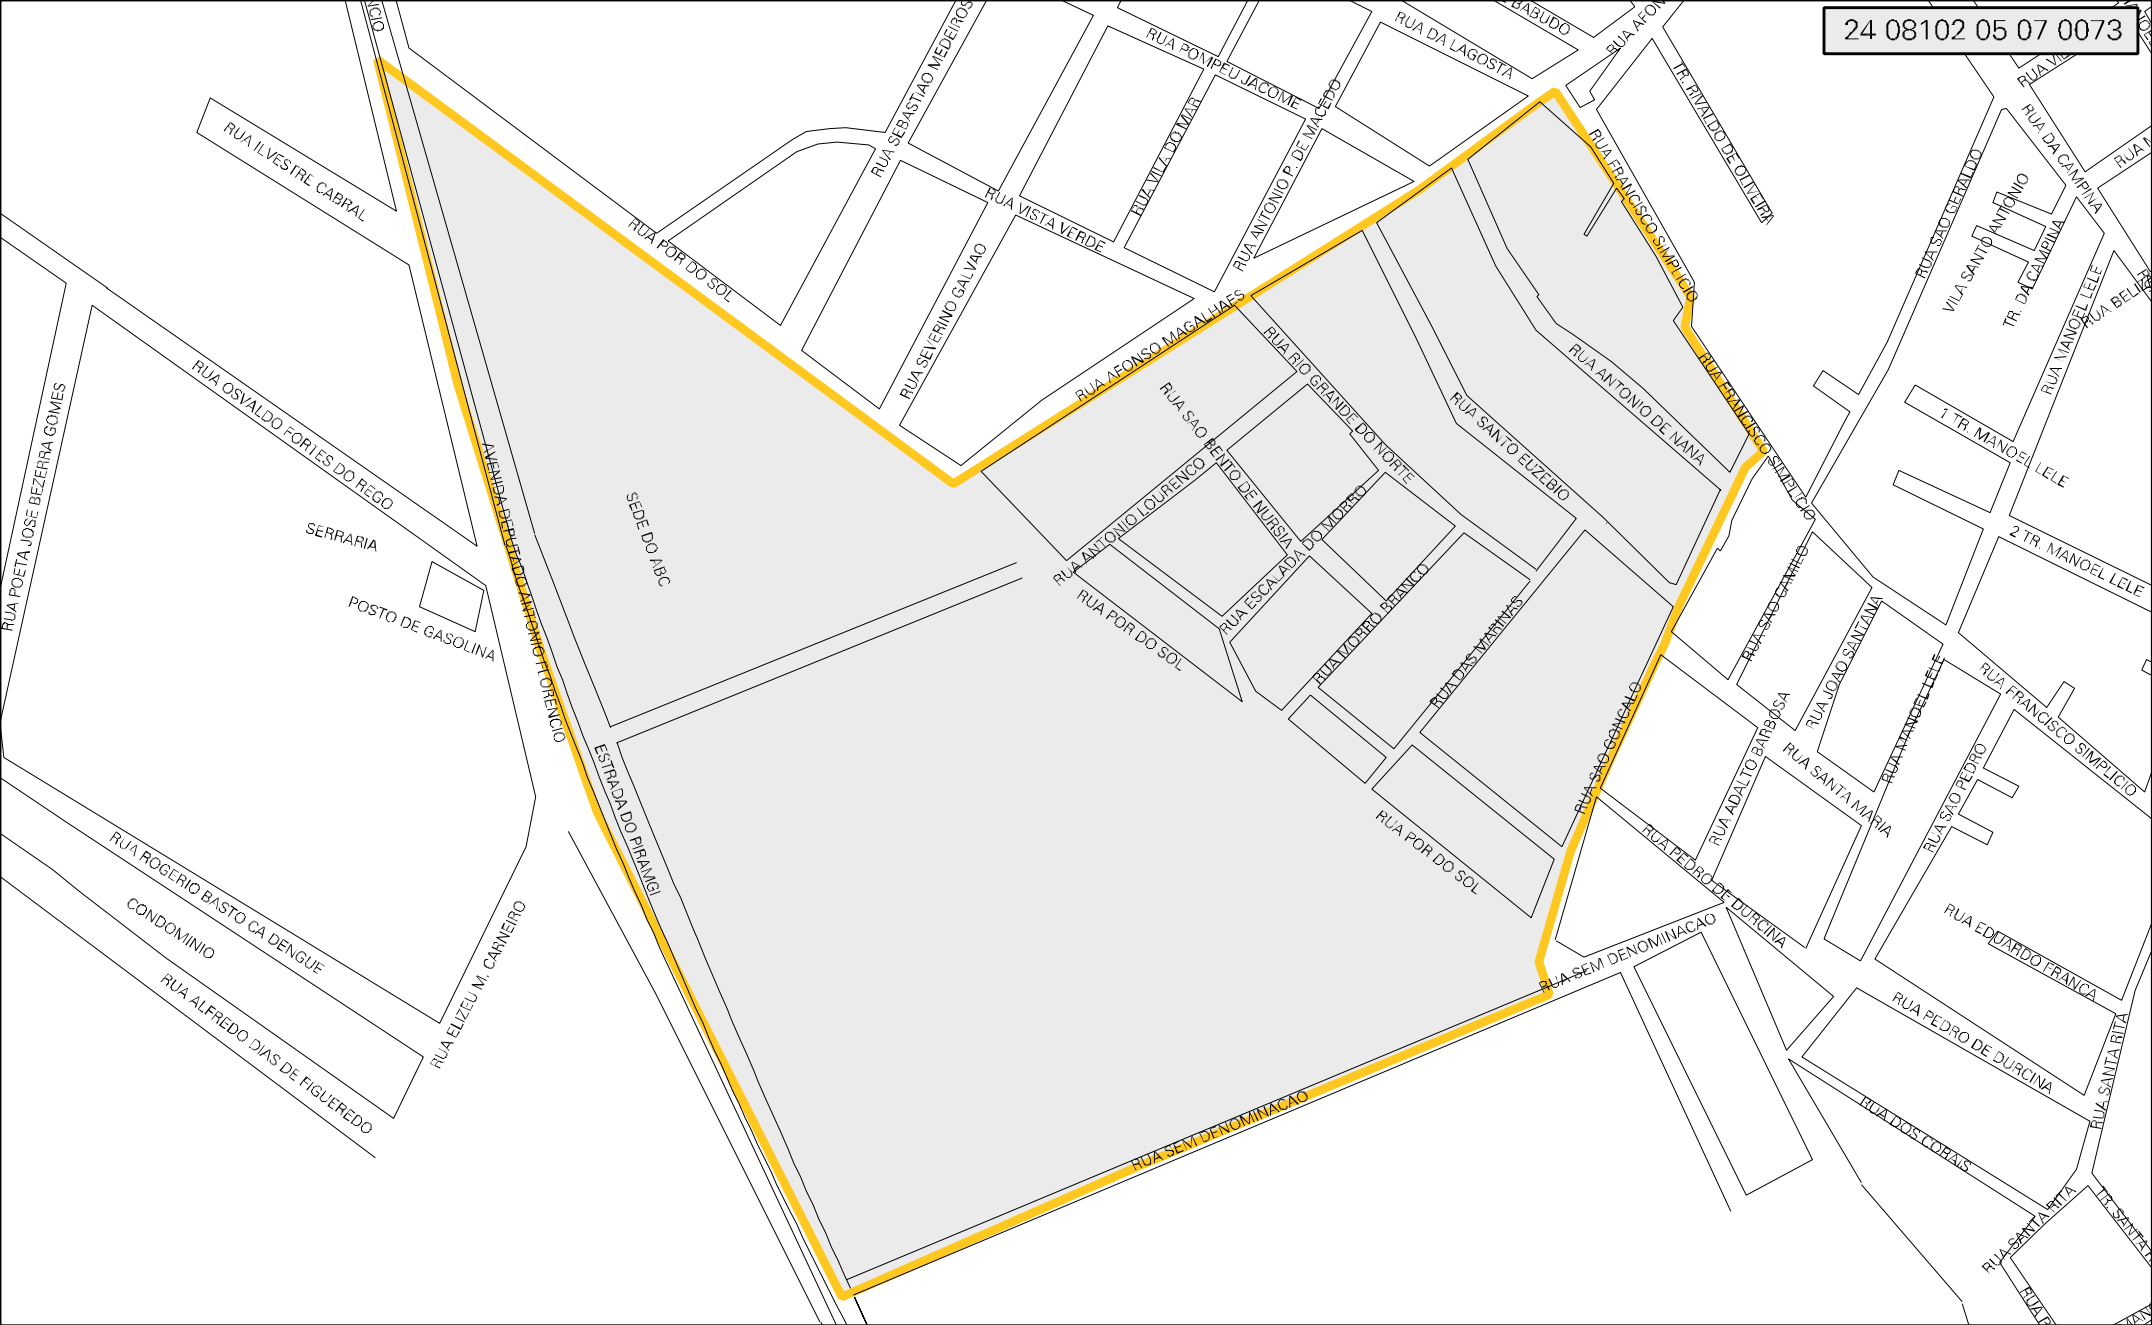 24 08102 05 07 0073
NCIO
BABUDO
RUA AFON
RUA DA LAGOSTA
RUA POMPEU JACOME
RUA SEBASTIAO MEDEIROS
TR. RIVALDO DE OLIVEIRA
RUA VILA DO MAR
RUA ANTONIO P. DE MACEDO
RUA ILVESTRE CABRAL
RUA VISTA VERDE
RUA POR DO SOL
RUA SEVERINO GALVAO
RUA AFONSO MAGALHAES
RUA FRANCISCO SIMPLICIO
RUA DA CAMPINA
RUA SAO GERALDO
VILA SANTO ANTONIO
TR. DA CAMPINA
RUA MANOEL LELE
RUA POETA JOSE BEZERRA GOMES
RUA OSVALDO FORTES DO REGO
SERRARIA
POSTO DE GASOLINA
AVENIDA DEPUTADO ANTONIO FLORENCIO
SEDE DO ABC
RUA SAO BENTO DE NURSIA
RUA RIO GRANDE DO NORTE
RUA SANTO EUZEBIO
RUA ANTONIO DE NANA
RUA FRANCISCO SIMPLICIO
1 TR. MANOEL LELE
2 TR. MANOEL LELE
RUA ANTONIO LOURENCO
RUA ESCALADA DO MORRO
RUA POR DO SOL
RUA MORRO BRANCO
RUA DAS MARINAS
RUA SAO GONCALO
RUA SAO CAMILO
RUA JOAO SANTANA
RUA MANOEL LELE
RUA ADALTO BARBOSA
RUA SANTA MARIA
RUA SAO PEDRO
RUA FRANCISCO SIMPLICIO
ESTRADA DO PIRAMGI
RUA POR DO SOL
RUA PEDRO DE DURCINA
RUA ROGERIO BASTO CA DENGUE
CONDOMINIO
RUA ALFREDO DIAS DE FIGUEREDO
RUA ELIZEU M. CARNEIRO
RUA SEM DENOMINACAO
RUA EDUARDO FRANCA
RUA PEDRO DE DURCINA
RUA SANTA RITA
RUA SEM DENOMINACAO
RUA DOS CORAIS
RUA SANTA RITA
TR. SANTA